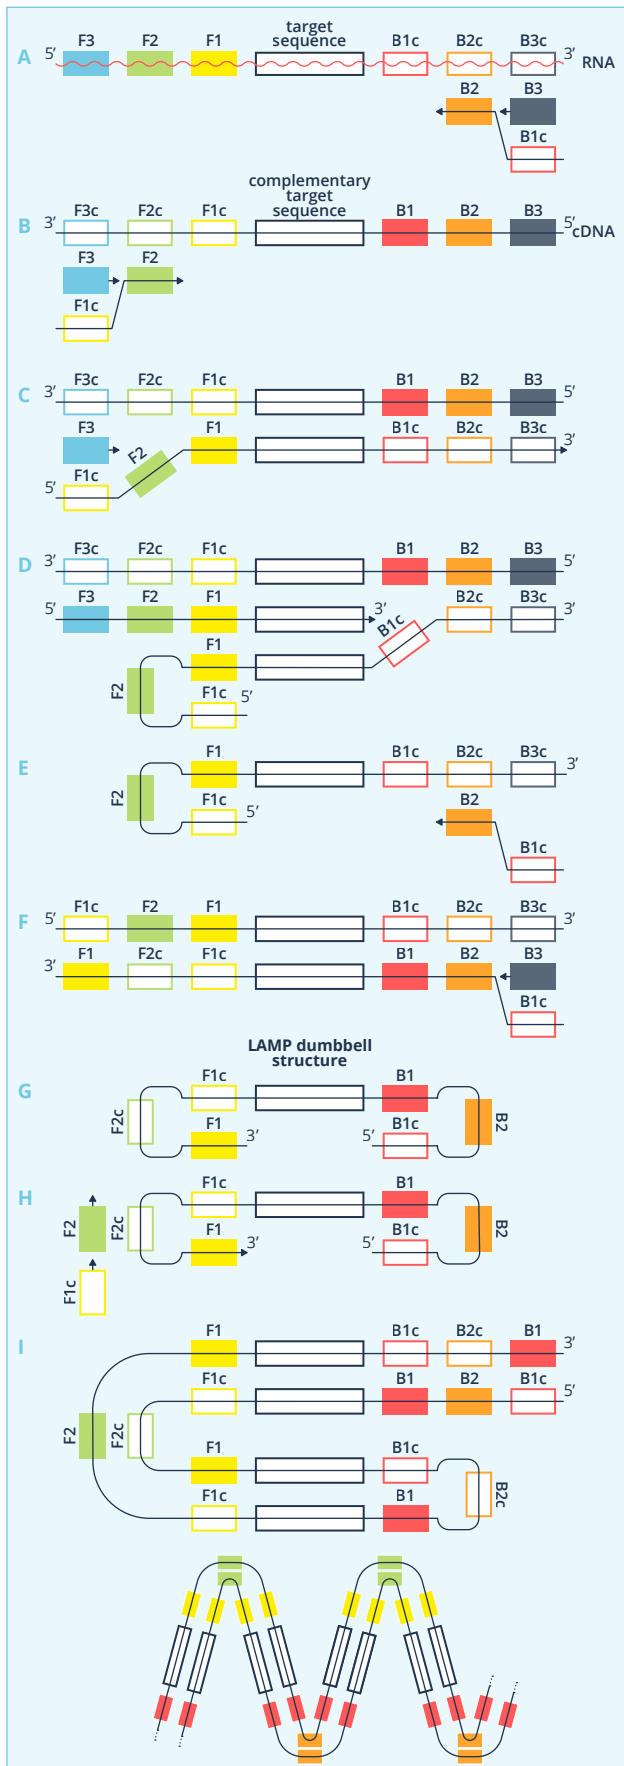 target
sequence
A 5’ F3 F2 F1 B1c B2c B3c 3’ RNA
B2 B3
B1c
complementary
target
sequence
B 3’ F3c F2c F1c B1 B2 B3 5’ cDNA
F3 F2
F1c
C 3’ F3c F2c F1c B1 B2 B3 5’
F3 F2 F1 B1c B2c B3c 3’
5’ F1c
D 3’ F3c F2c F1c B1 B2 B3 5’
5’ F3 F2 F1 3’ B1c B2c B3c 3’
F1
F2 F1c 5’
E F1 B1c B2c B3c 3’
F2 F1c 5’ B2
B1c
F 5’ F1c F2 F1 B1c B2c B3c 3’
3’ F1 F2c F1c B1 B2 B3
B1c
LAMP dumbbell
structure
G F1c B1
F2c F1 3’ 5’ B1c B2
H F1c B1
F2 F2c F1 3’ 5’ B1c B2
F1c
I F1 B1c B2c B1 3’
F1c B1 B2 B1c 5’
F2 F2c
F1 B1c
F1c B1 B2c